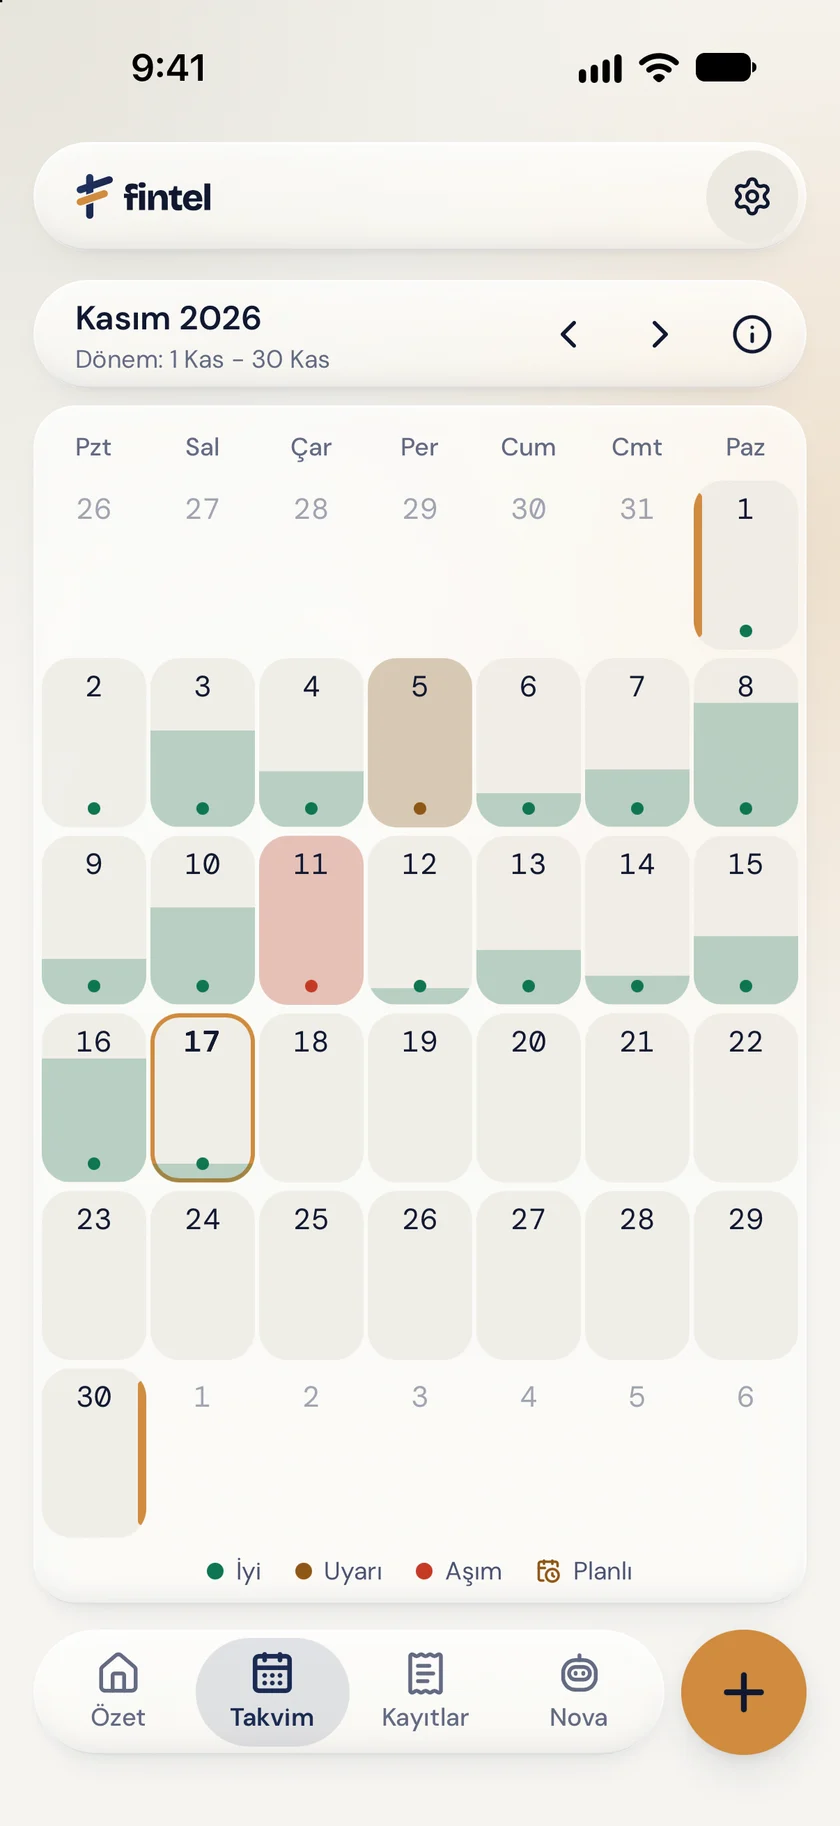 9:41
fintel
Kasım 2026
Dönem: 1 Kas – 30 Kas
Pzt Sal Çar Per Cum Cmt Paz
26 27 28 29 30 31 1
2 3 4 5 6 7 8
9 10 11 12 13 14 15
16 17 18 19 20 21 22
23 24 25 26 27 28 29
30 1 2 3 4 5 6
İyi Uyarı Aşım Planlı
Özet Takvim Kayıtlar Nova